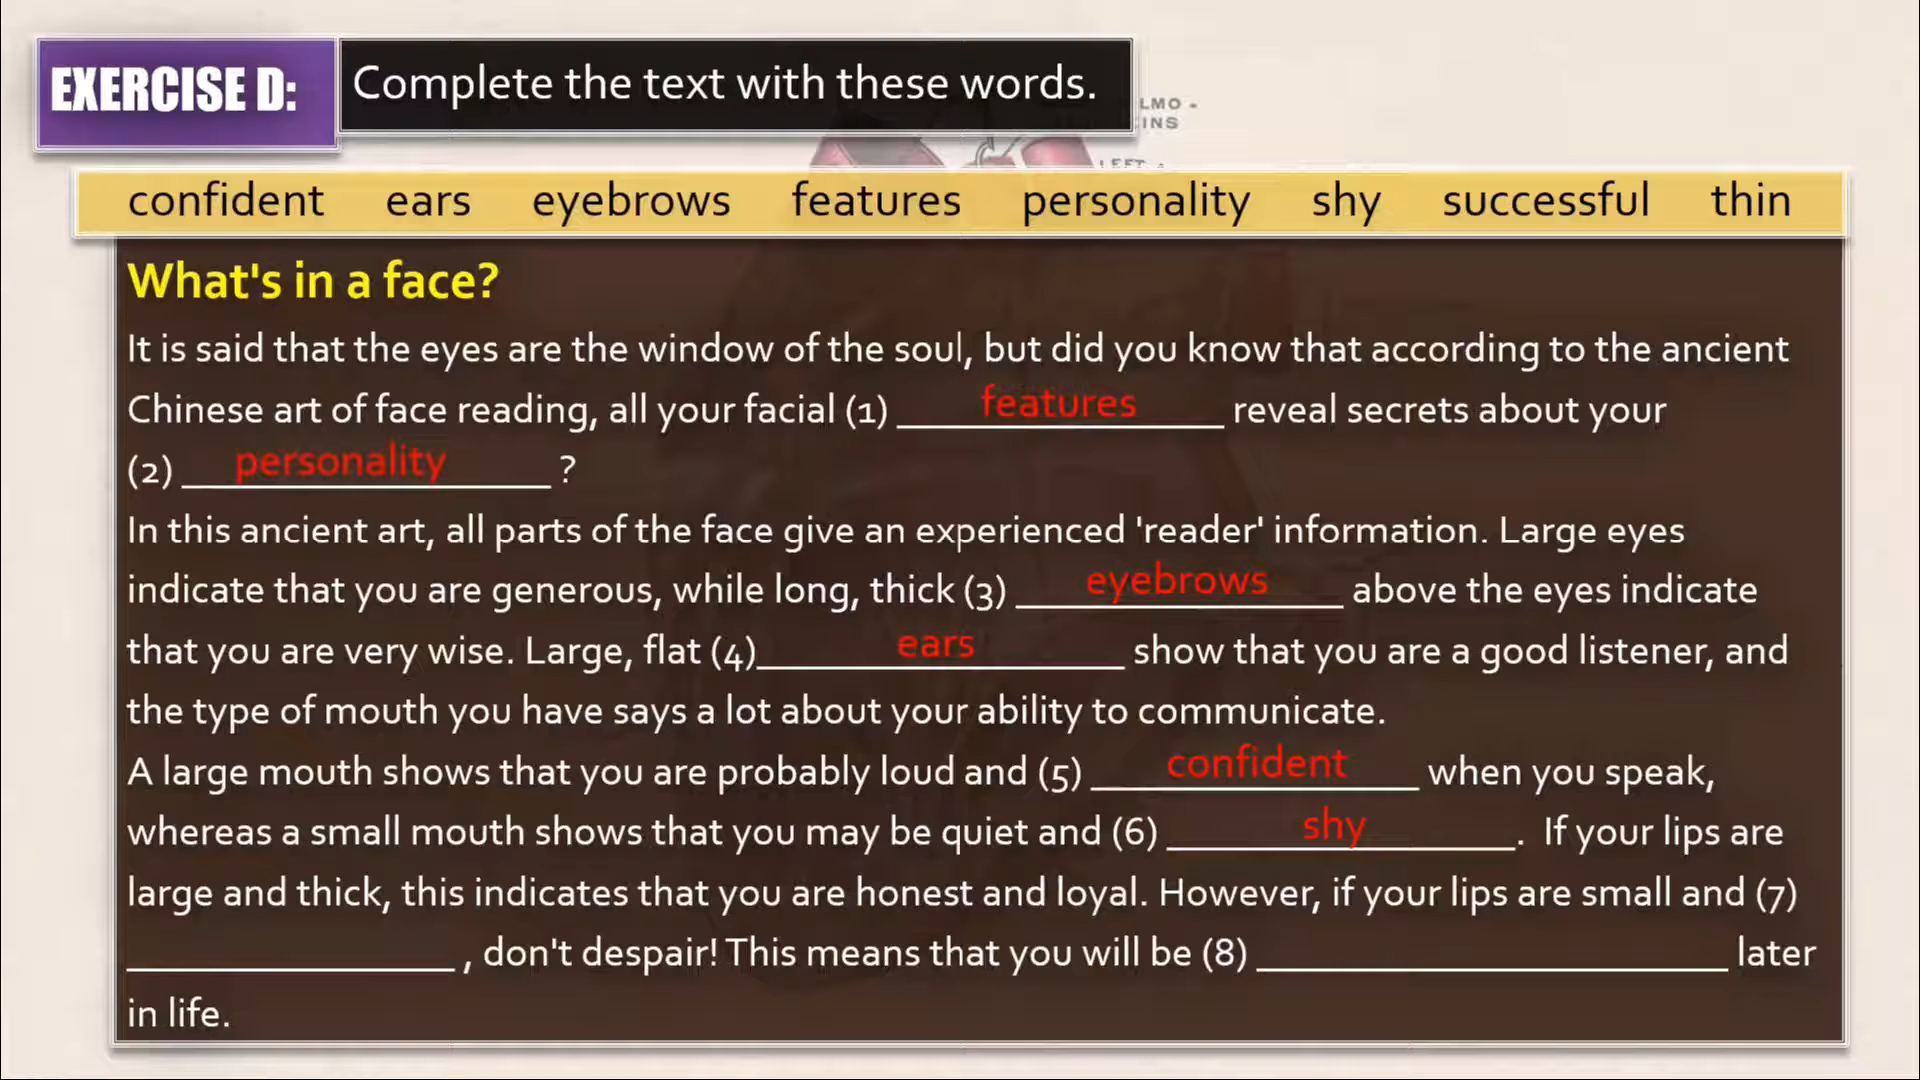 EXERCISE D:
Complete the text with these words.
LMO -
INS
LEFT
confident ears eyebrows features personality shy successful thin
What's in a face?
It is said that the eyes are the window of the soul, but did you know that according to the ancient
Chinese art of face reading, all your facial (1) features reveal secrets about your
(2) personality ?
In this ancient art, all parts of the face give an experienced 'reader' information. Large eyes
indicate that you are generous, while long, thick (3) eyebrows above the eyes indicate
that you are very wise. Large, flat (4) ears show that you are a good listener, and
the type of mouth you have says a lot about your ability to communicate.
A large mouth shows that you are probably loud and (5) confident when you speak,
whereas a small mouth shows that you may be quiet and (6) shy. If your lips are
large and thick, this indicates that you are honest and loyal. However, if your lips are small and (7)
____________ , don't despair! This means that you will be (8) ____________ later
in life.